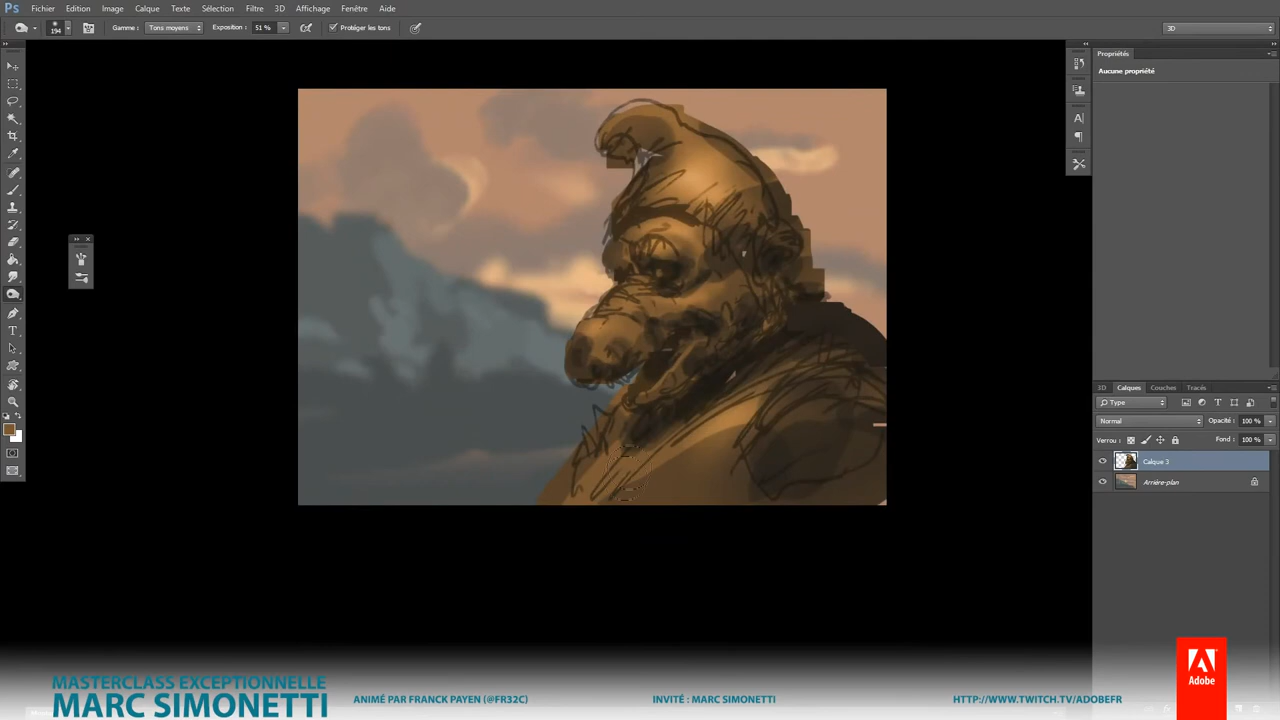 Ps Fichier Edition Image Calque Texte Sélection Filtre 3D Affichage Fenêtre Aide
194 Gamme : Tons moyens Exposition : 51 % Protéger les tons 3D
Propriétés
Aucune propriété
3D Calques Couches Tracés
Type
Normal Opacité : 100 %
Verrou : Fond : 100 %
Calque 3
Arrière-plan
MASTERCLASS EXCEPTIONNELLE
MARC SIMONETTI
ANIMÉ PAR FRANCK PAYEN (@FR32C)
INVITÉ : MARC SIMONETTI
HTTP://WWW.TWITCH.TV/ADOBEFR
Adobe